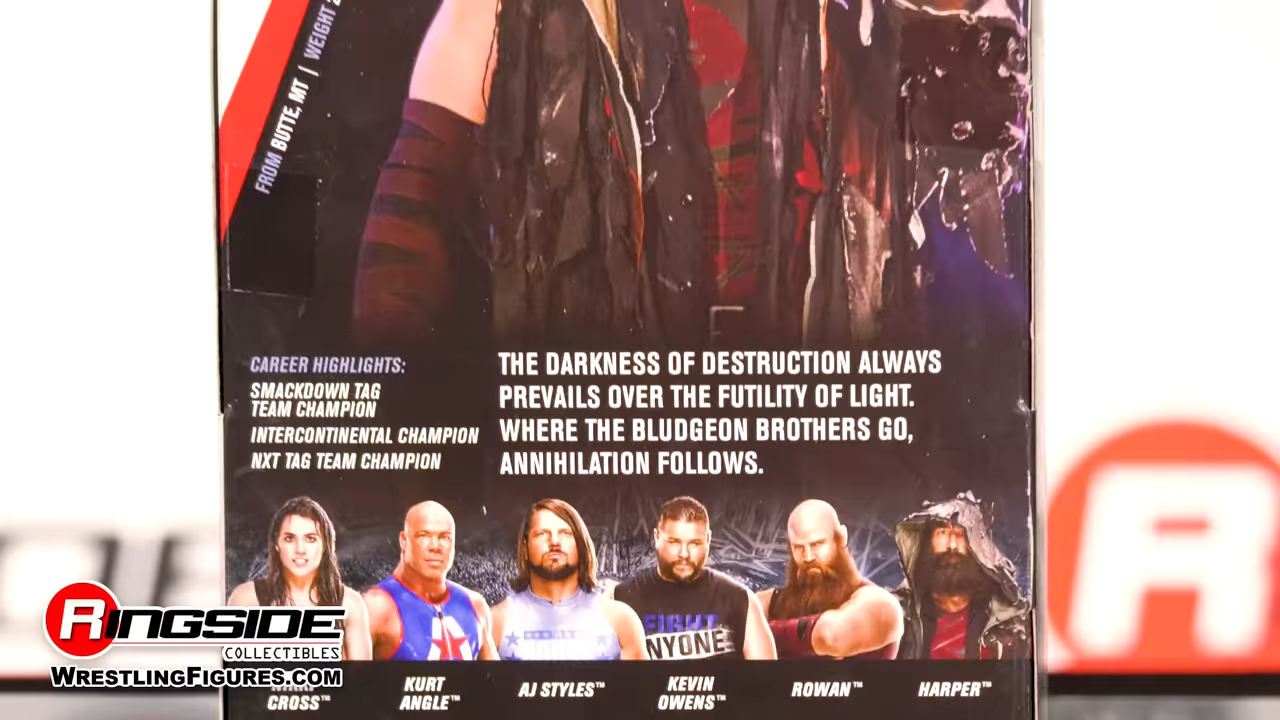 FROM BUTTE, MT | WEIGHT
CAREER HIGHLIGHTS:
SMACKDOWN TAG
TEAM CHAMPION
INTERCONTINENTAL CHAMPION
NXT TAG TEAM CHAMPION
THE DARKNESS OF DESTRUCTION ALWAYS
PREVAILS OVER THE FUTILITY OF LIGHT.
WHERE THE BLUDGEON BROTHERS GO,
ANNIHILATION FOLLOWS.
FIGHT
NYONE
CROSS™
KURT
ANGLE™
AJ STYLES™
KEVIN
OWENS™
ROWAN™
HARPER™
RINGSIDE
COLLECTIBLES
WRESTLINGFIGURES.COM
R